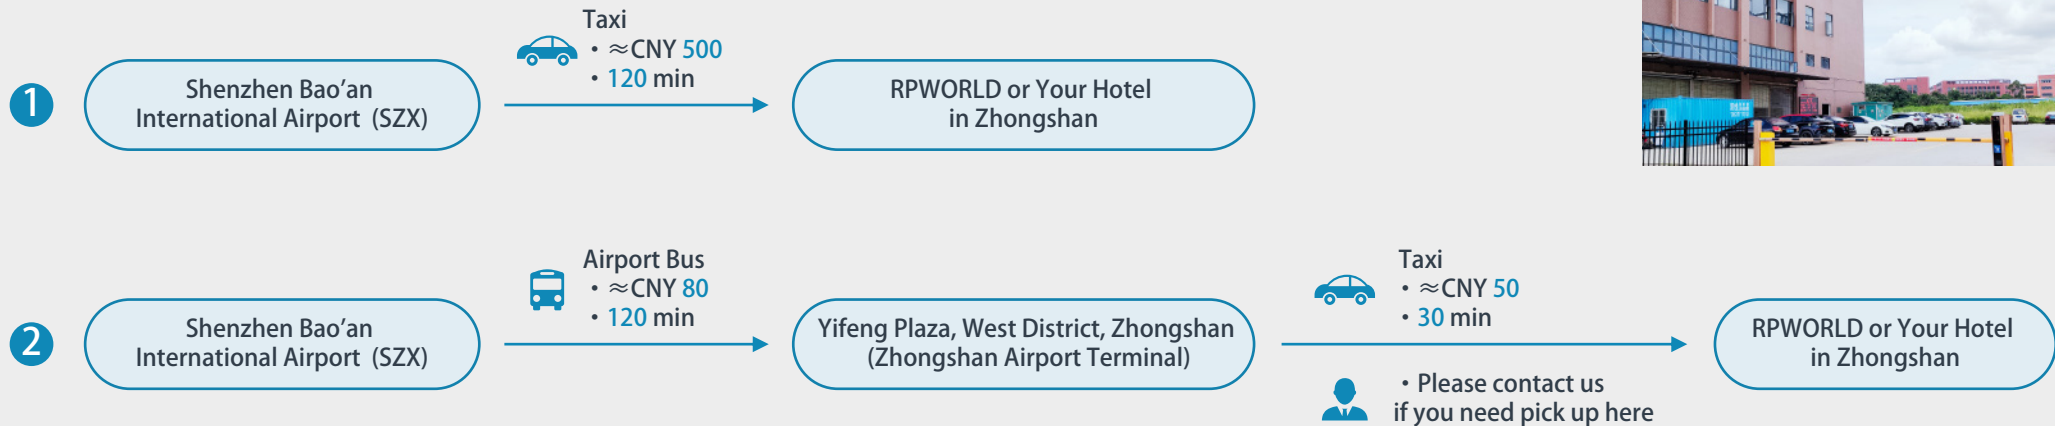 1
Shenzhen Bao’an
International Airport (SZX)
Taxi
・≈CNY 500
・120 min
RPWORLD or Your Hotel
in Zhongshan
2
Shenzhen Bao’an
International Airport (SZX)
Airport Bus
・≈CNY 80
・120 min
Yifeng Plaza, West District, Zhongshan
(Zhongshan Airport Terminal)
Taxi
・≈CNY 50
・30 min
・Please contact us
if you need pick up here
RPWORLD or Your Hotel
in Zhongshan